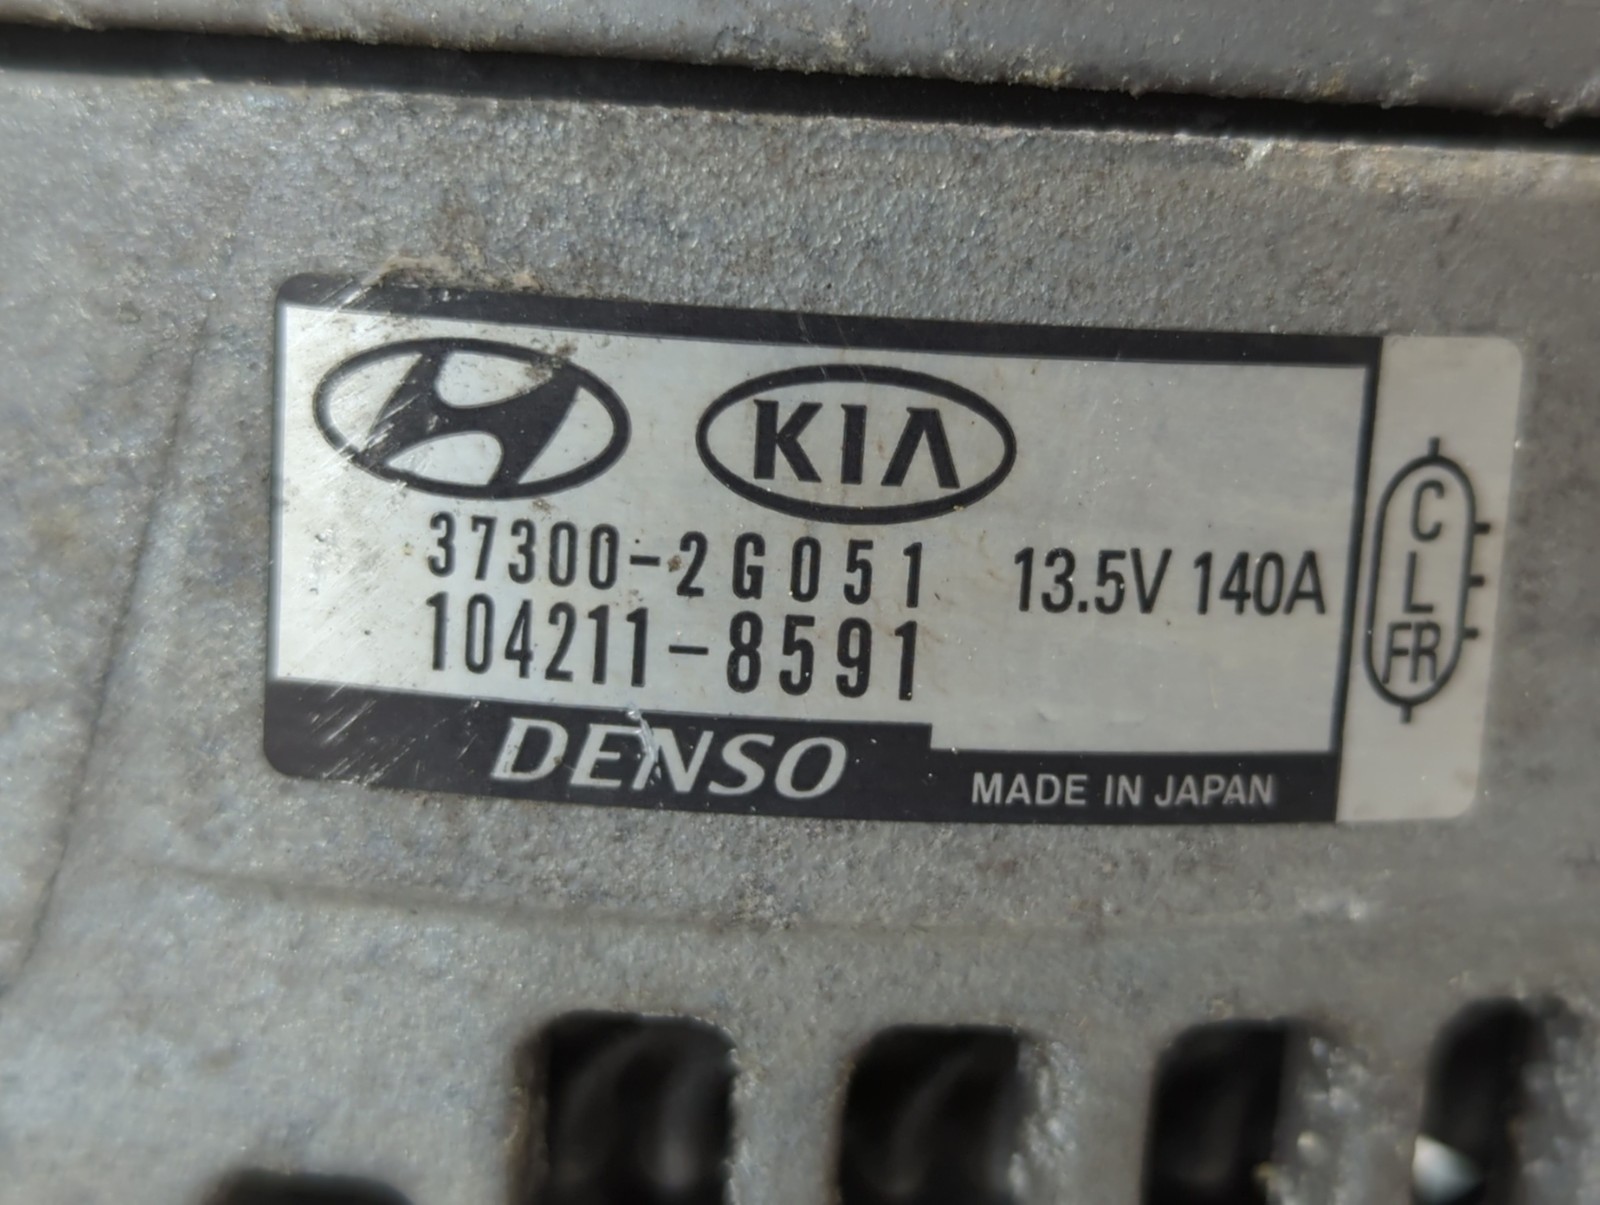 KIA
37300-2G051 13.5V 140A
104211-8591
DENSO
MADE IN JAPAN
C
L
FR